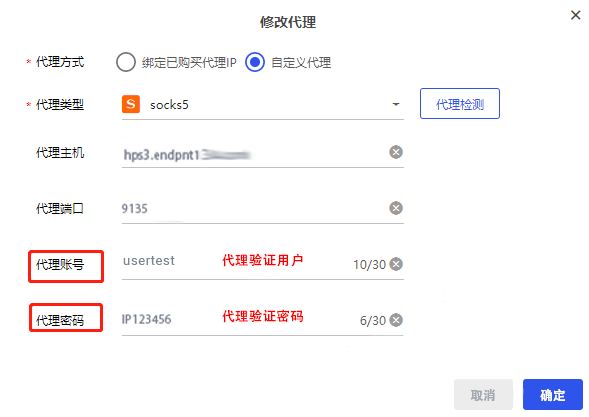 修改代理
* 代理方式 绑定已购买代理IP 自定义代理
* 代理类型 S socks5 代理检测
代理主机 hps3.endpnt1
代理端口 9135
代理账号 usertest 代理验证用户 10/30
代理密码 IP123456 代理验证密码 6/30
取消 确定